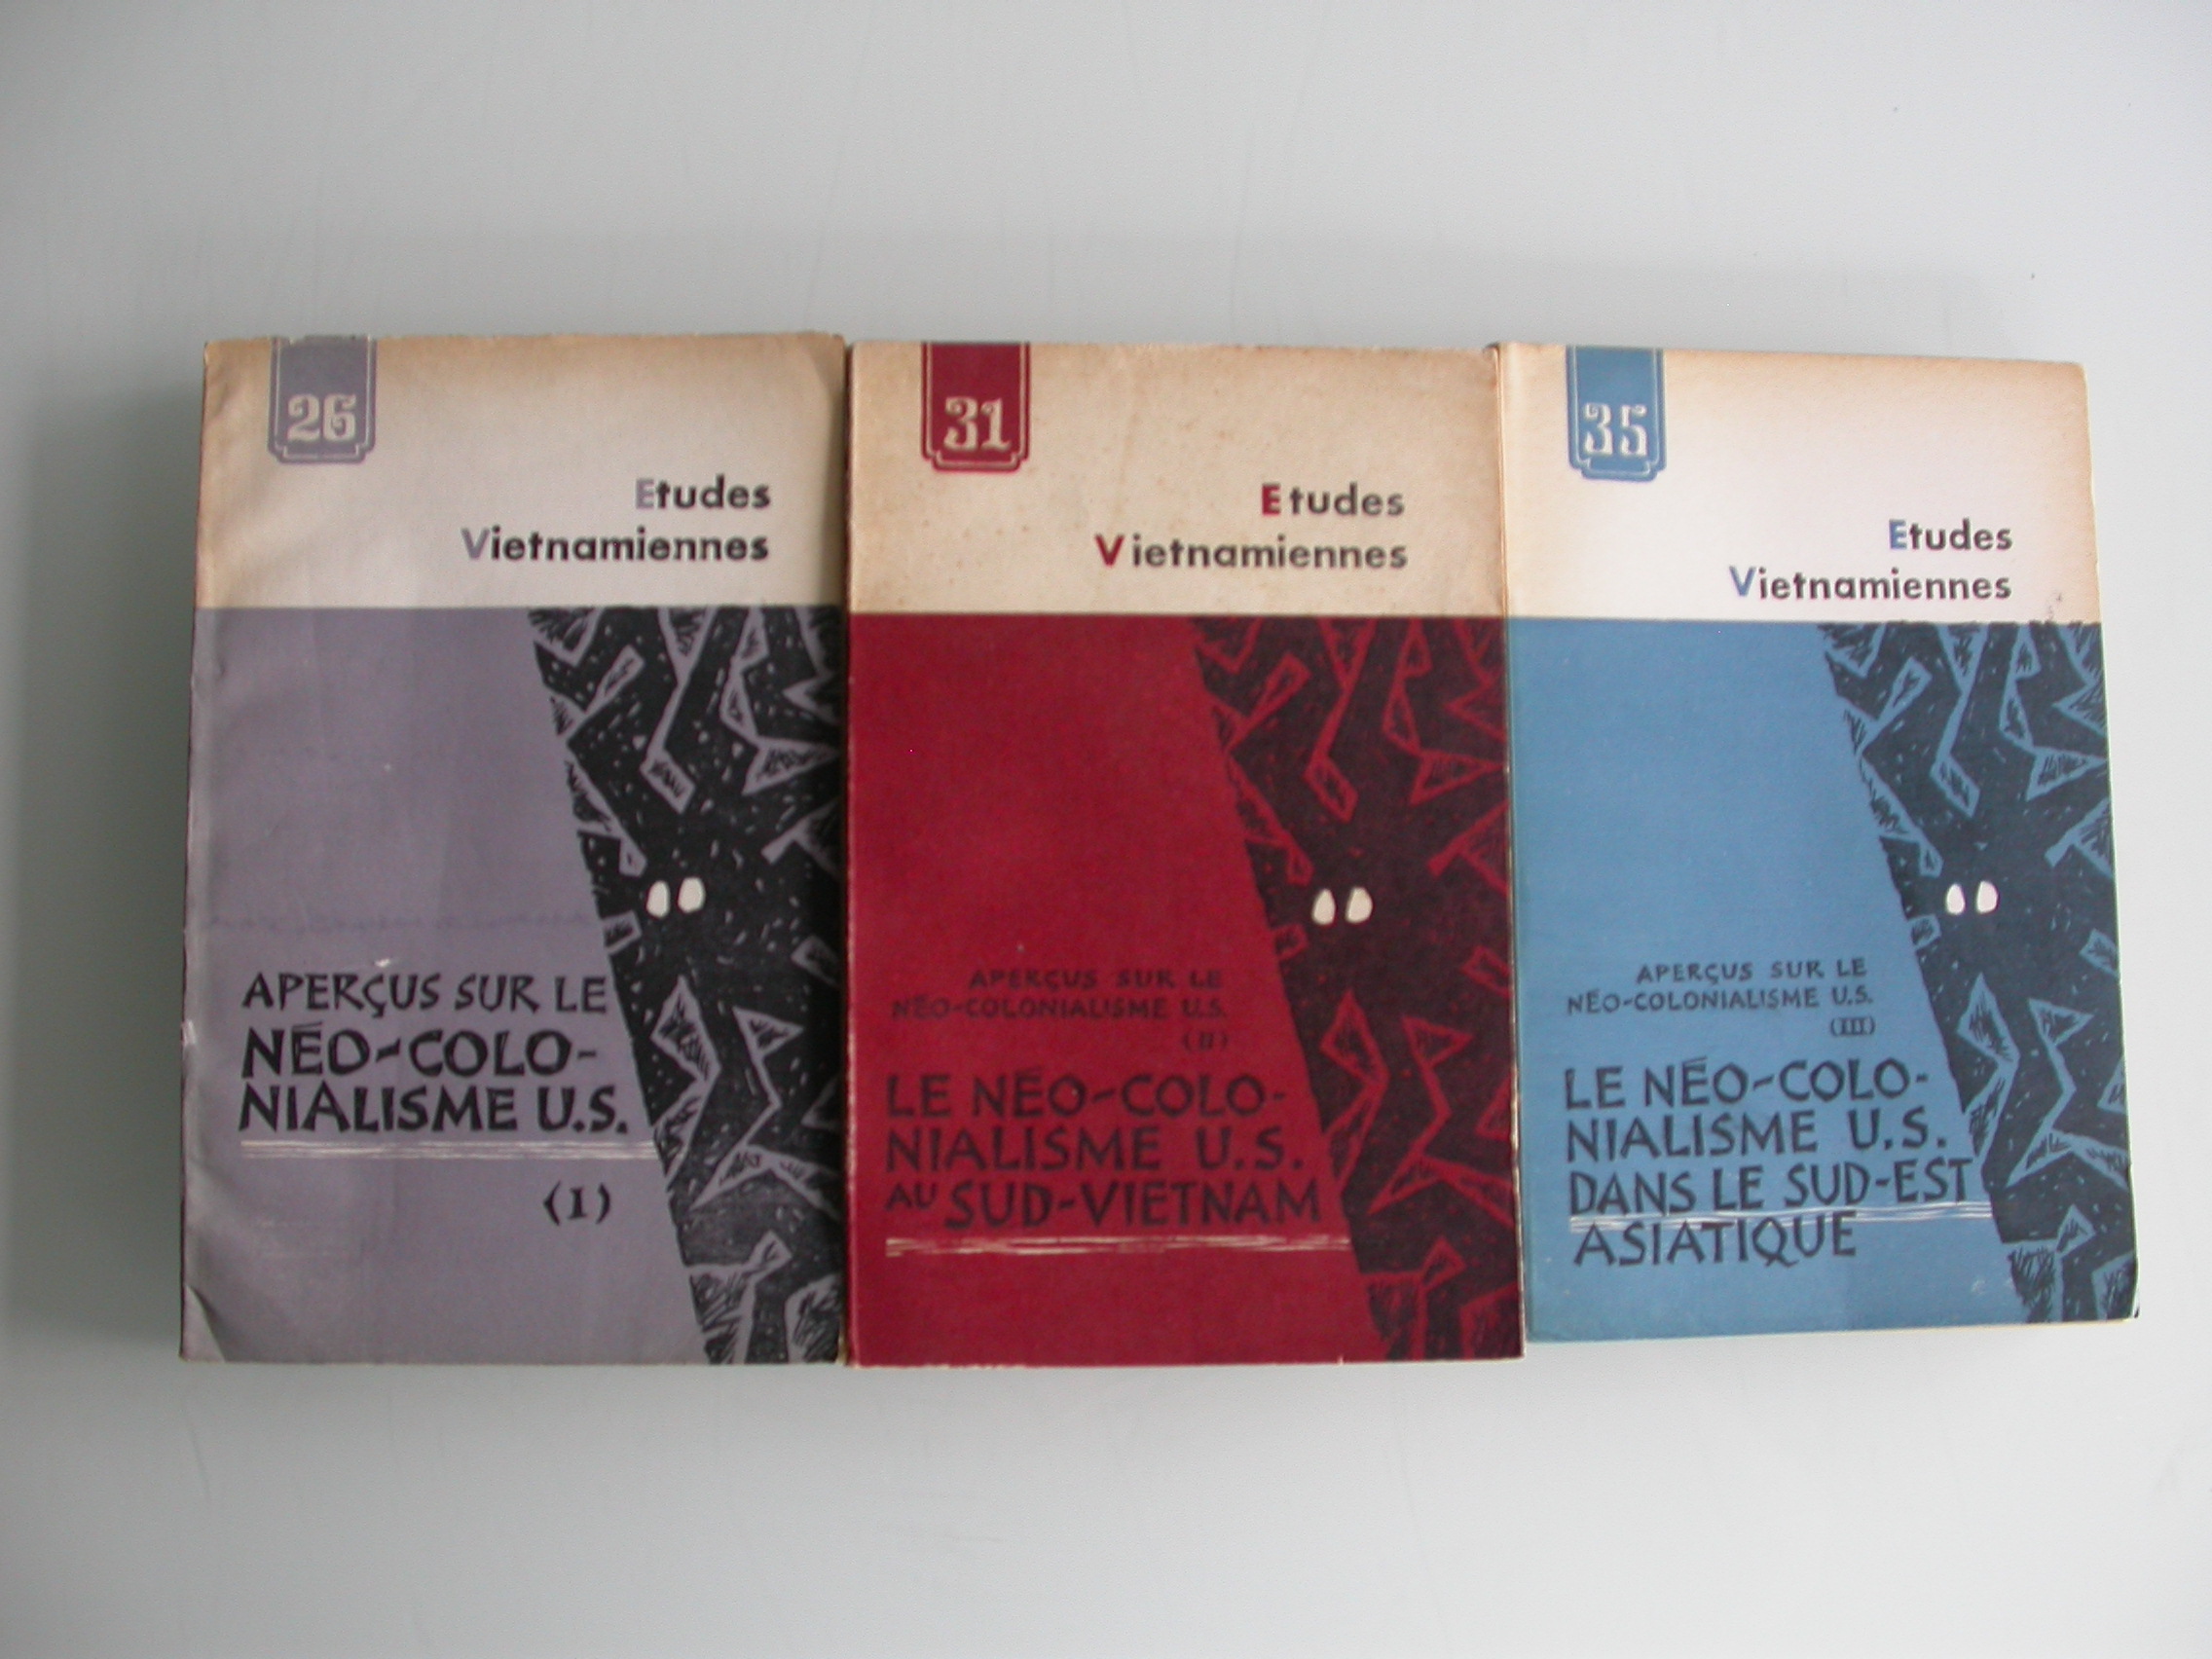 26
Etudes
Vietnamiennes
APERÇUS SUR LE
NÉO-COLO-
NIALISME U.S.
(I)
31
Etudes
Vietnamiennes
APERÇUS SUR LE
NÉO-COLONIALISME U.S.
(II)
LE NÉO-COLO-
NIALISME U.S.
AU SUD-VIETNAM
35
Etudes
Vietnamiennes
APERÇUS SUR LE
NÉO-COLONIALISME U.S.
(III)
LE NÉO-COLO-
NIALISME U.S.
DANS LE SUD-EST
ASIATIQUE